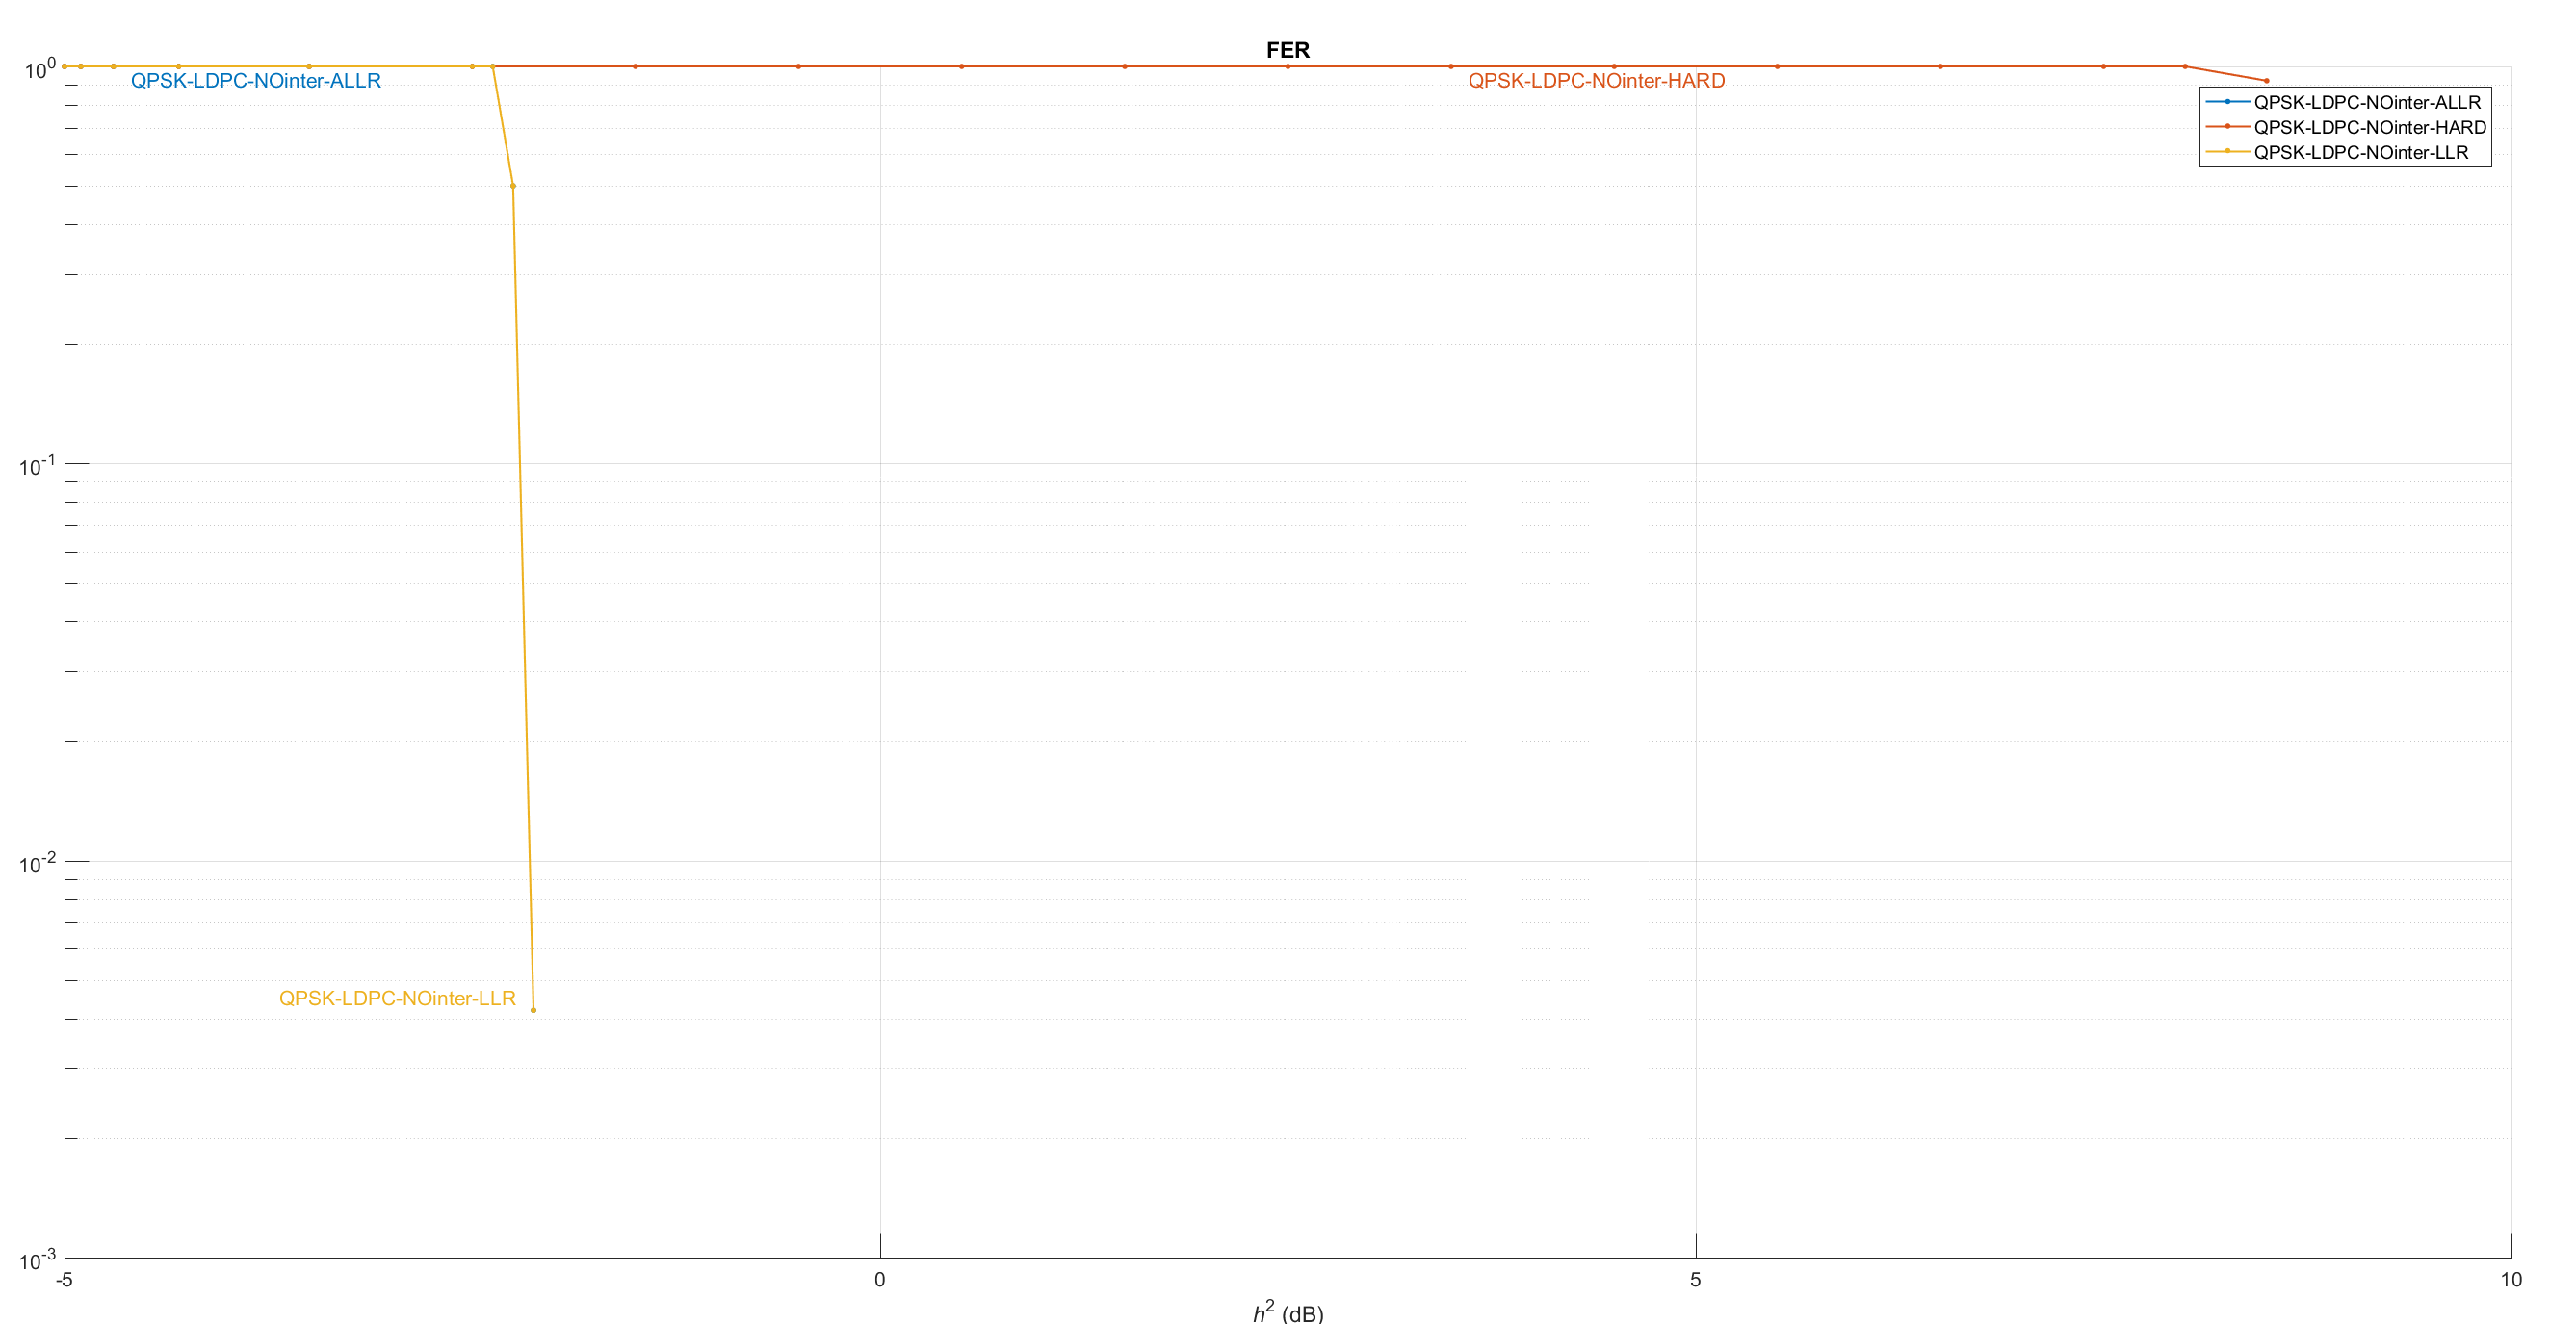 FER
10^0
QPSK-LDPC-NOinter-ALLR
QPSK-LDPC-NOinter-HARD
QPSK-LDPC-NOinter-ALLR
QPSK-LDPC-NOinter-HARD
QPSK-LDPC-NOinter-LLR
10^-1
10^-2
QPSK-LDPC-NOinter-LLR
10^-3
-5 0 5 10
h^2 (dB)